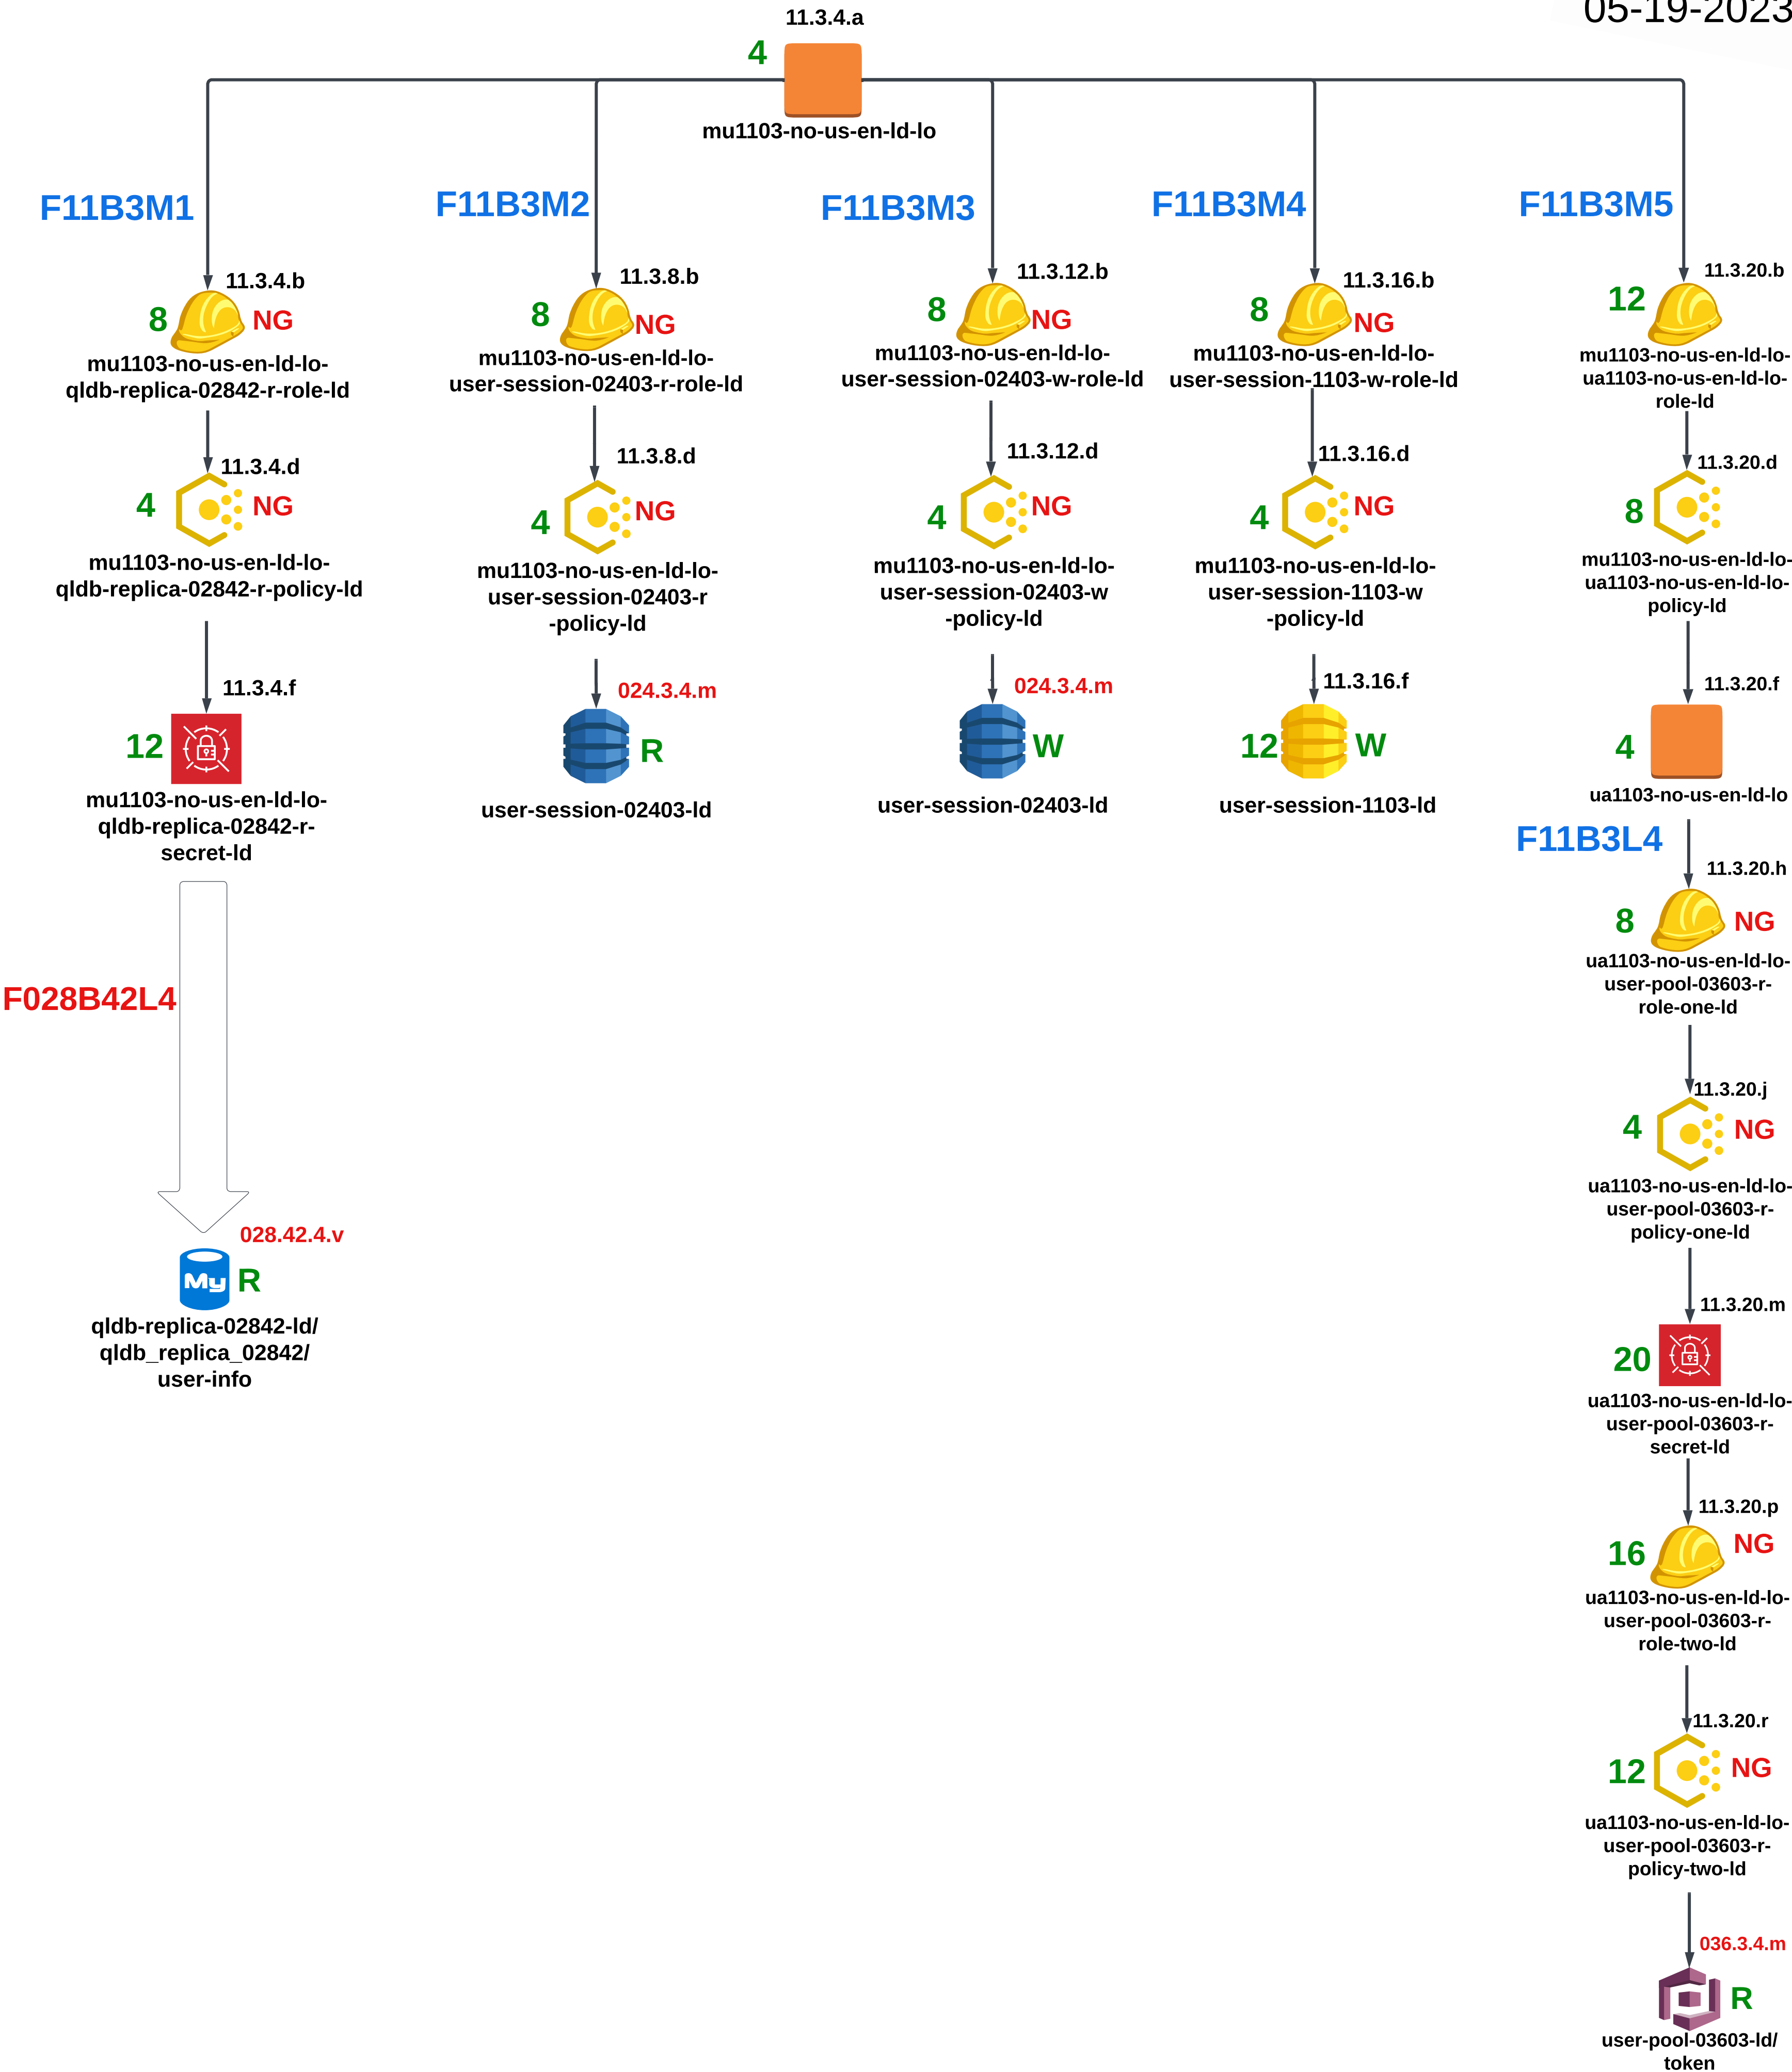 05-19-2023
11.3.4.a
4
mu1103-no-us-en-ld-lo
F11B3M1
11.3.4.b
8
NG
mu1103-no-us-en-ld-lo-
qldb-replica-02842-r-role-ld
11.3.4.d
4
NG
mu1103-no-us-en-ld-lo-
qldb-replica-02842-r-policy-ld
11.3.4.f
12
mu1103-no-us-en-ld-lo-
qldb-replica-02842-r-
secret-ld
F028B42L4
028.42.4.v
My
R
qldb-replica-02842-ld/
qldb_replica_02842/
user-info
F11B3M2
11.3.8.b
8
NG
mu1103-no-us-en-ld-lo-
user-session-02403-r-role-ld
11.3.8.d
4
NG
mu1103-no-us-en-ld-lo-
user-session-02403-r
-policy-ld
024.3.4.m
R
user-session-02403-ld
F11B3M3
11.3.12.b
8
NG
mu1103-no-us-en-ld-lo-
user-session-02403-w-role-ld
11.3.12.d
4
NG
mu1103-no-us-en-ld-lo-
user-session-02403-w
-policy-ld
024.3.4.m
W
user-session-02403-ld
F11B3M4
11.3.16.b
8
NG
mu1103-no-us-en-ld-lo-
user-session-1103-w-role-ld
11.3.16.d
4
NG
mu1103-no-us-en-ld-lo-
user-session-1103-w
-policy-ld
11.3.16.f
12
W
user-session-1103-ld
F11B3M5
11.3.20.b
12
mu1103-no-us-en-ld-lo-
ua1103-no-us-en-ld-lo-
role-ld
11.3.20.d
8
mu1103-no-us-en-ld-lo-
ua1103-no-us-en-ld-lo-
policy-ld
11.3.20.f
4
ua1103-no-us-en-ld-lo
F11B3L4
11.3.20.h
8
NG
ua1103-no-us-en-ld-lo-
user-pool-03603-r-
role-one-ld
11.3.20.j
4
NG
ua1103-no-us-en-ld-lo-
user-pool-03603-r-
policy-one-ld
11.3.20.m
20
ua1103-no-us-en-ld-lo-
user-pool-03603-r-
secret-ld
11.3.20.p
16
NG
ua1103-no-us-en-ld-lo-
user-pool-03603-r-
role-two-ld
11.3.20.r
12
NG
ua1103-no-us-en-ld-lo-
user-pool-03603-r-
policy-two-ld
036.3.4.m
R
user-pool-03603-ld/
token